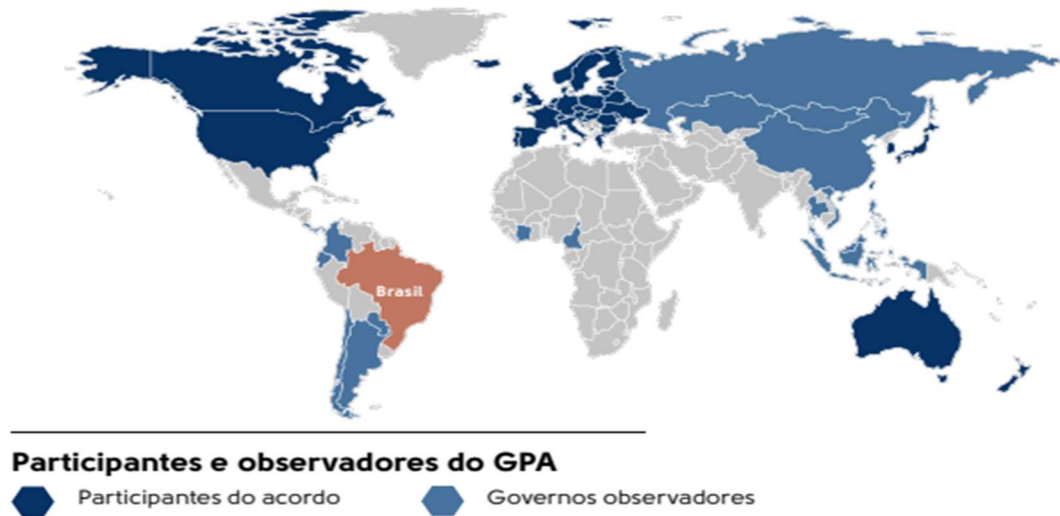 Brasil
Participantes e observadores do GPA
Participantes do acordo
Governos observadores